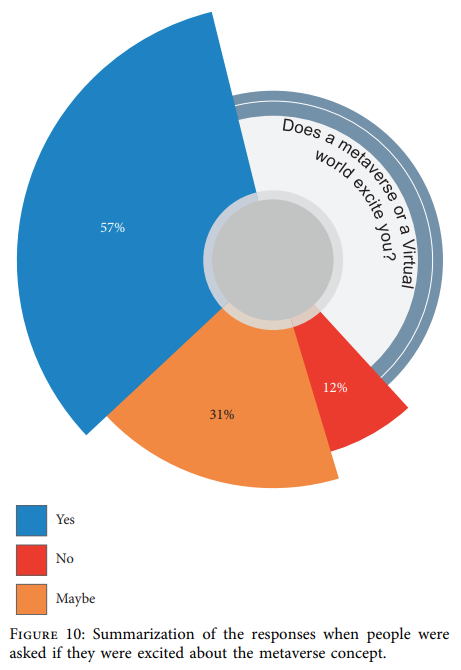 Does a metaverse or a Virtual
world excite you?
57%
12%
31%
Yes
No
Maybe
FIGURE 10: Summarization of the responses when people were
asked if they were excited about the metaverse concept.